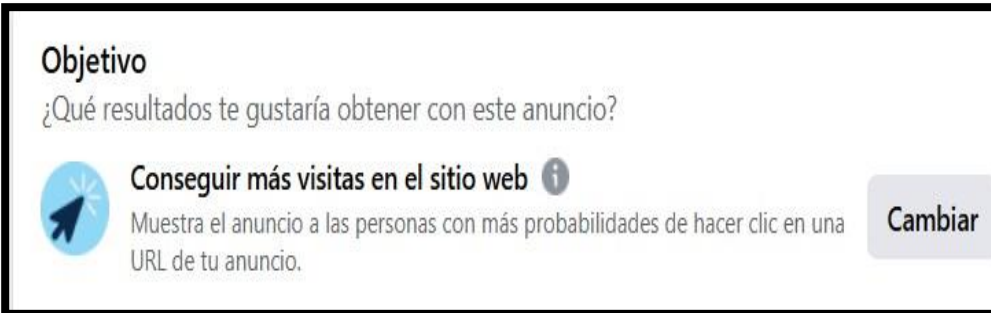 Objetivo
¿Qué resultados te gustaría obtener con este anuncio?
Conseguir más visitas en el sitio web
Muestra el anuncio a las personas con más probabilidades de hacer clic en una
URL de tu anuncio.
Cambiar